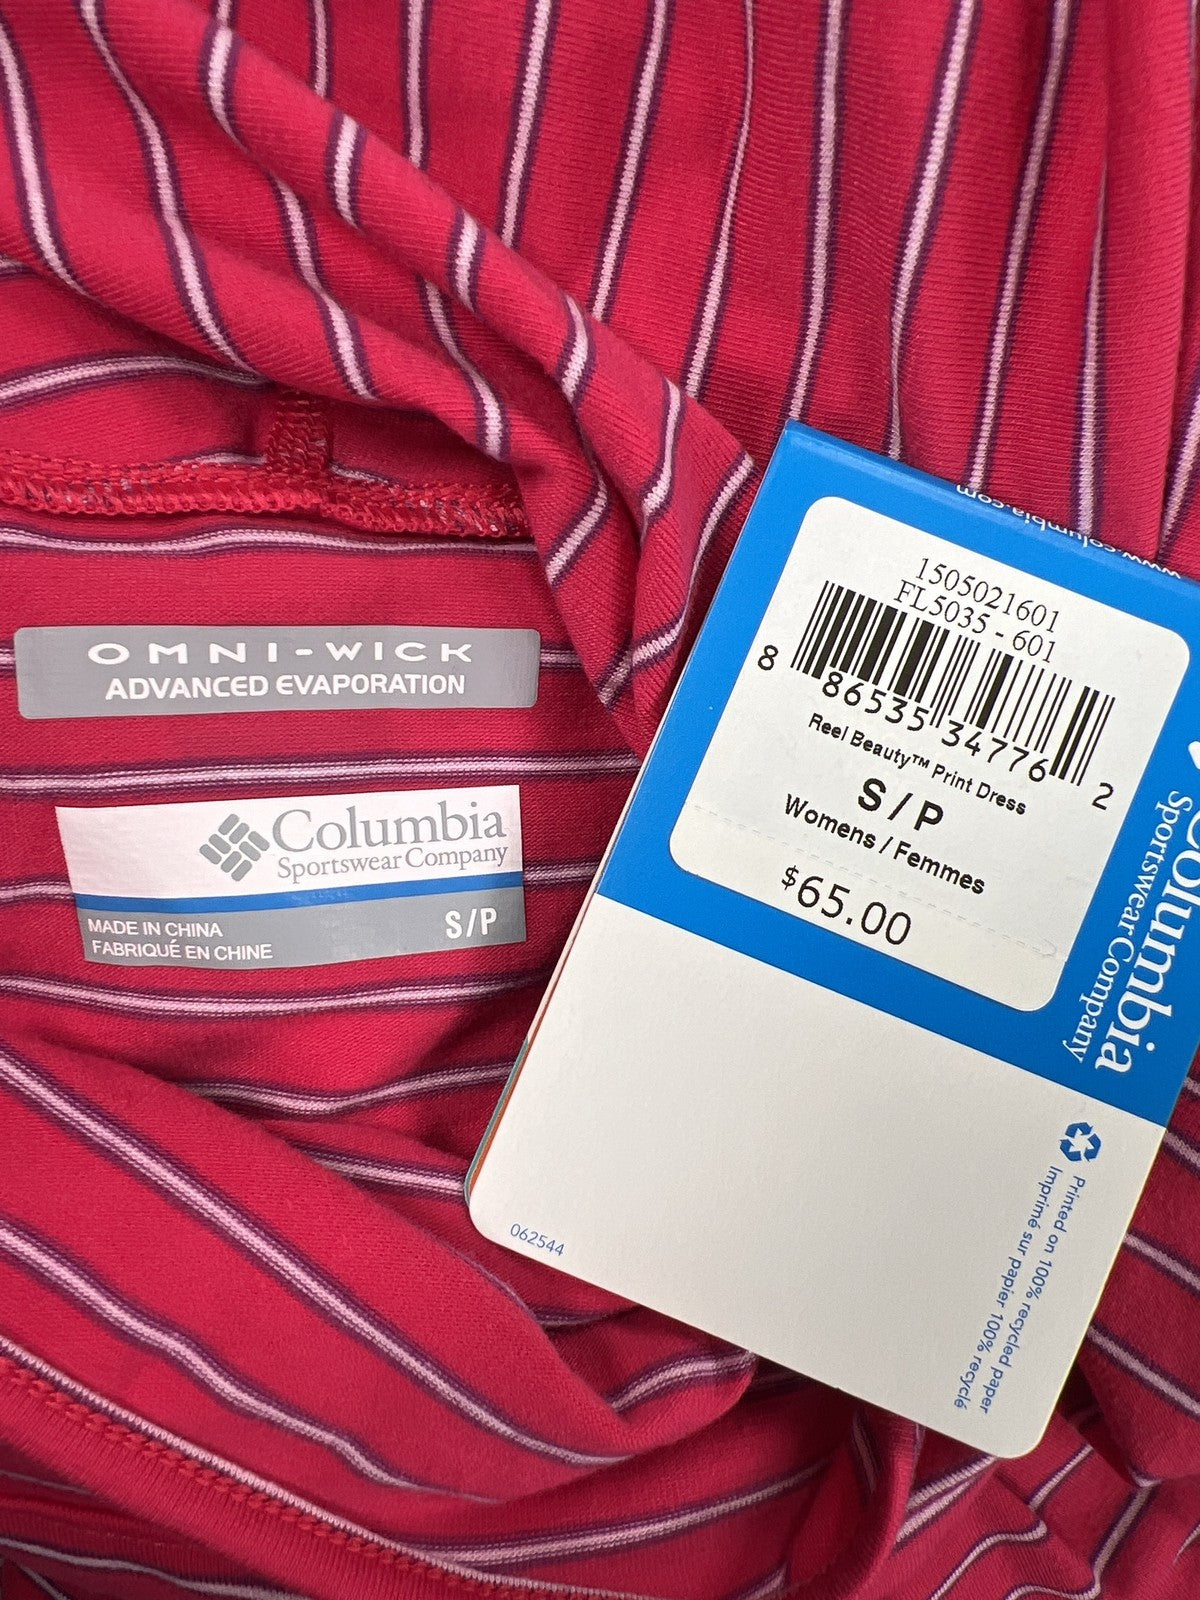 OMNI-WICK
ADVANCED EVAPORATION
Columbia
Sportswear Company
MADE IN CHINA
FABRIQUÉ EN CHINE
S/P
www.columbia.com
1505021601
FL5035 - 601
8 86535 34776 2
Reel Beauty™ Print Dress
S / P
Womens / Femmes
$65.00
Columbia
Sportswear Company
Printed on 100% recycled paper
Imprimé sur papier 100% recyclé
062544